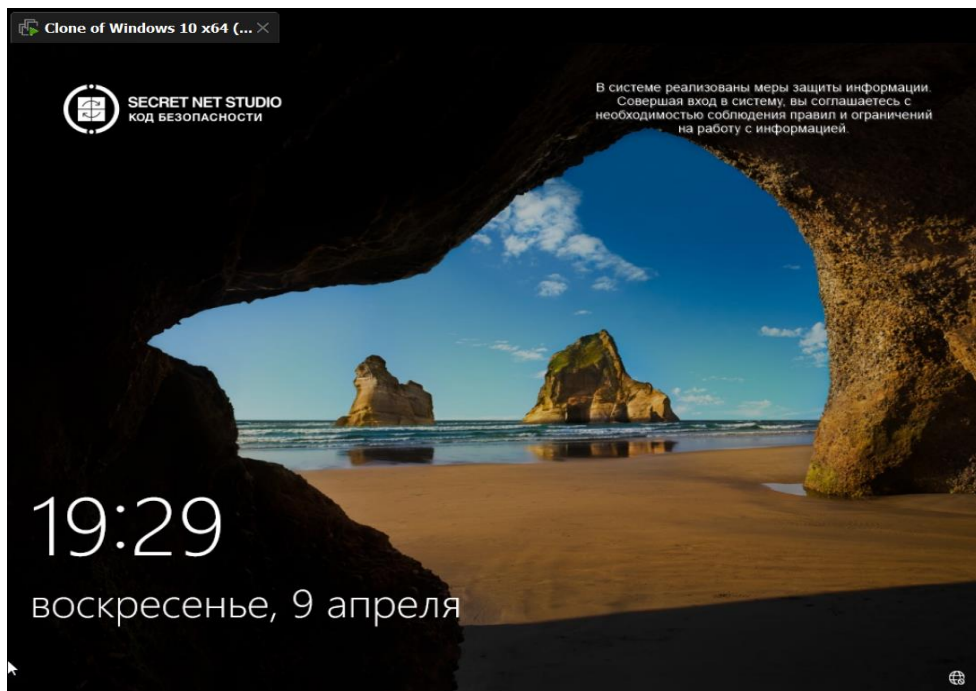 Clone of Windows 10 x64 (...
SECRET NET STUDIO
КОД БЕЗОПАСНОСТИ
В системе реализованы меры защиты информации.
Совершая вход в систему, вы соглашаетесь с
необходимостью соблюдения правил и ограничений
на работу с информацией.
19:29
воскресенье, 9 апреля